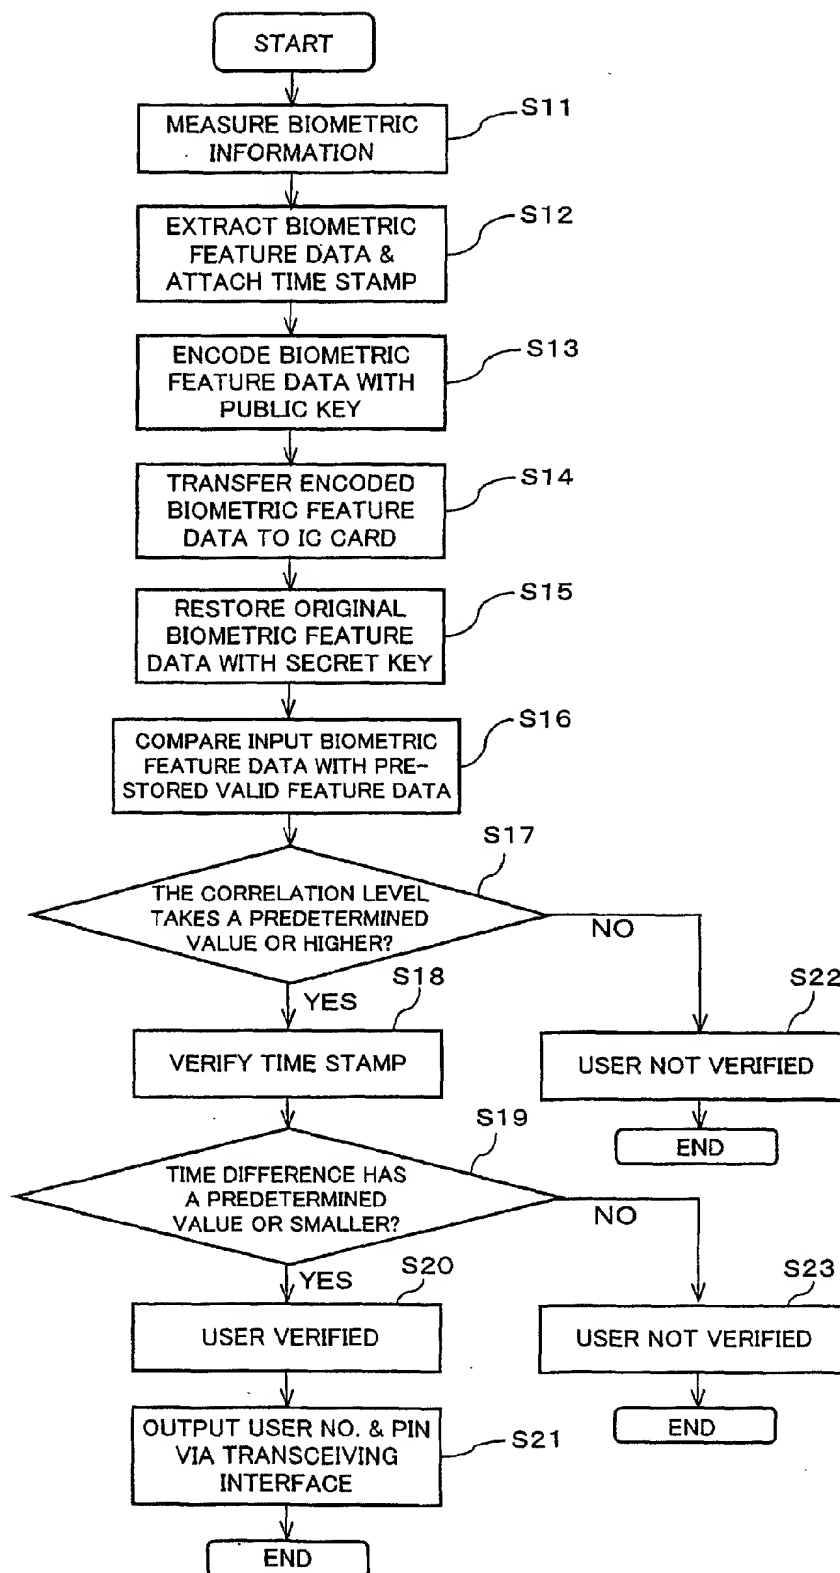 START
S11
MEASURE BIOMETRIC
INFORMATION
S12
EXTRACT BIOMETRIC
FEATURE DATA &
ATTACH TIME STAMP
S13
ENCODE BIOMETRIC
FEATURE DATA WITH
PUBLIC KEY
S14
TRANSFER ENCODED
BIOMETRIC FEATURE
DATA TO IC CARD
S15
RESTORE ORIGINAL
BIOMETRIC FEATURE
DATA WITH SECRET KEY
S16
COMPARE INPUT BIOMETRIC
FEATURE DATA WITH PRE-
STORED VALID FEATURE DATA
S17
THE CORRELATION LEVEL
TAKES A PREDETERMINED
VALUE OR HIGHER?
NO
YES
S18
VERIFY TIME STAMP
S22
USER NOT VERIFIED
END
S19
TIME DIFFERENCE HAS
A PREDETERMINED
VALUE OR SMALLER?
NO
YES
S20
USER VERIFIED
S23
USER NOT VERIFIED
END
OUTPUT USER NO. & PIN
VIA TRANSCEIVING
INTERFACE
S21
END